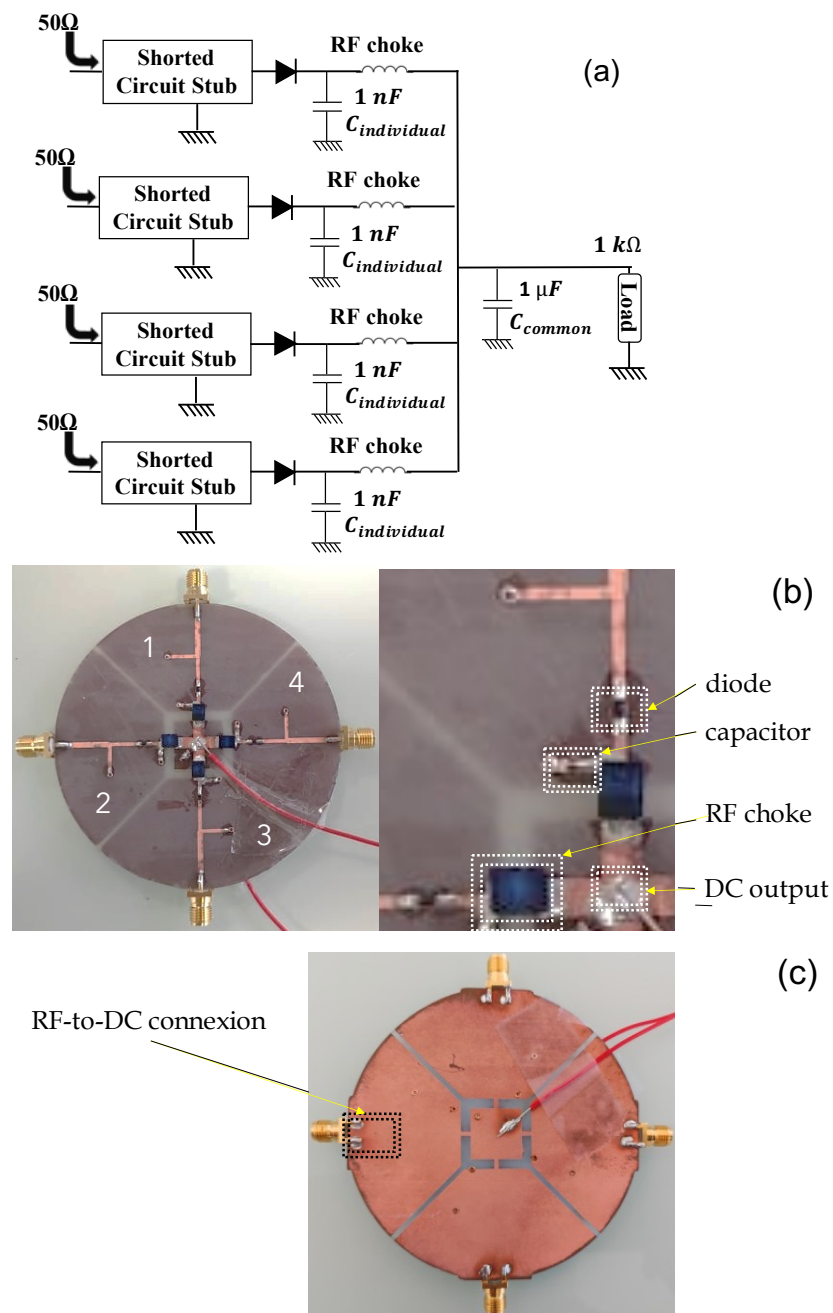 50Ω
Shorted
Circuit Stub
RF choke
1 nF
C_individual
(a)
50Ω
Shorted
Circuit Stub
RF choke
1 nF
C_individual
1 kΩ
Load
1 μF
C_common
50Ω
Shorted
Circuit Stub
RF choke
1 nF
C_individual
50Ω
Shorted
Circuit Stub
RF choke
1 nF
C_individual
(b)
1
4
2
3
diode
capacitor
RF choke
DC output
(c)
RF-to-DC connexion